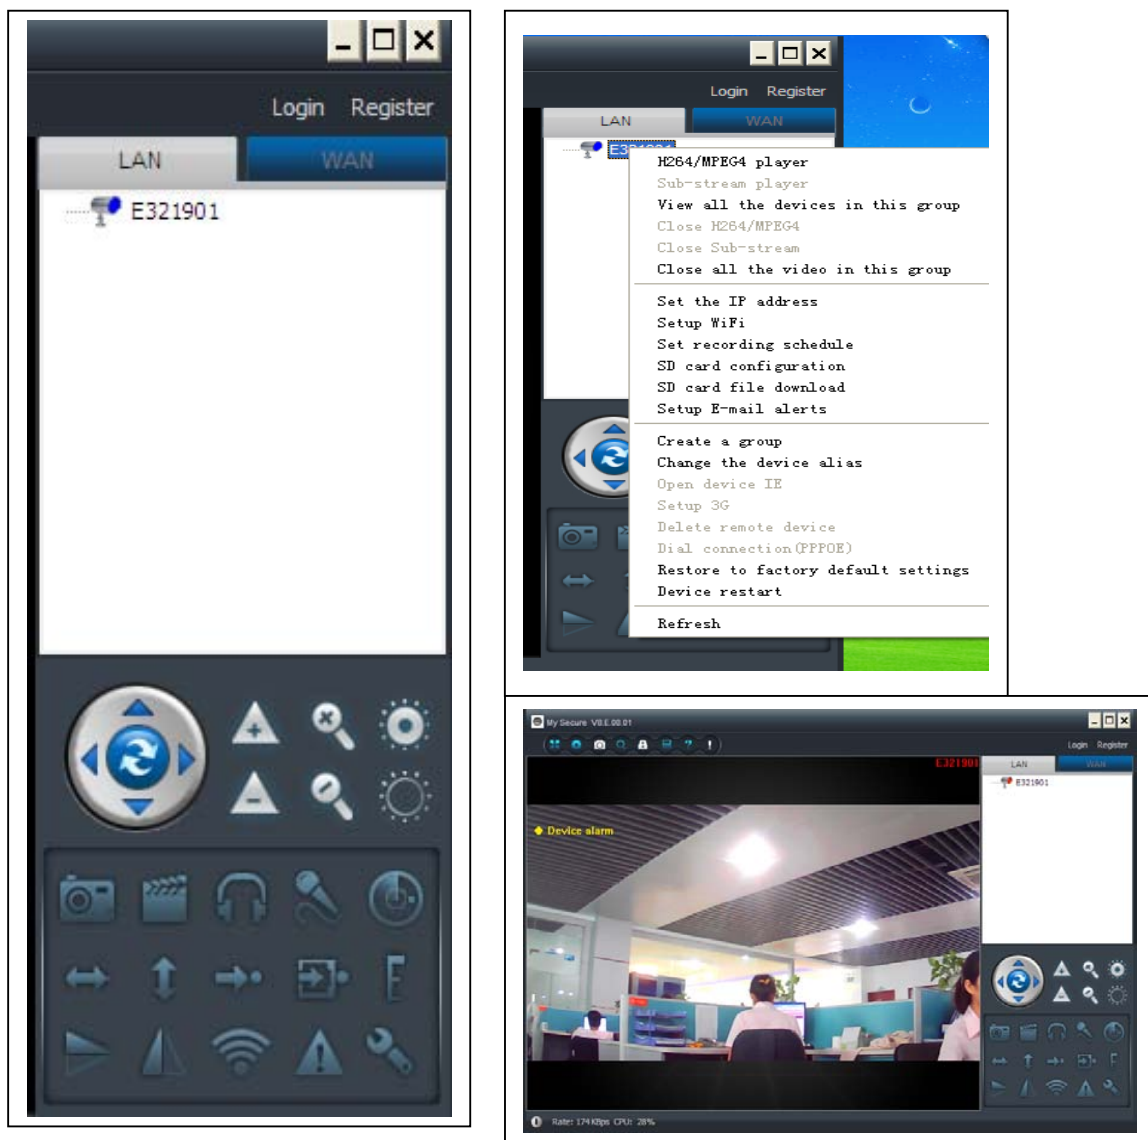 Login Register
LAN WAN
E321901
Login Register
LAN WAN
E321901
H264/MPEG4 player
Sub-stream player
View all the devices in this group
Close H264/MPEG4
Close Sub-stream
Close all the video in this group
Set the IP address
Setup WiFi
Set recording schedule
SD card configuration
SD card file download
Setup E-mail alerts
Create a group
Change the device alias
Open device IE
Setup 3G
Delete remote device
Dial connection(PPPOE)
Restore to factory default settings
Device restart
Refresh
My Secure V8.E.08.01
Login Register
E321901
LAN WAN
E321901
Device alarm
Rate: 174 KBps CPU: 28%